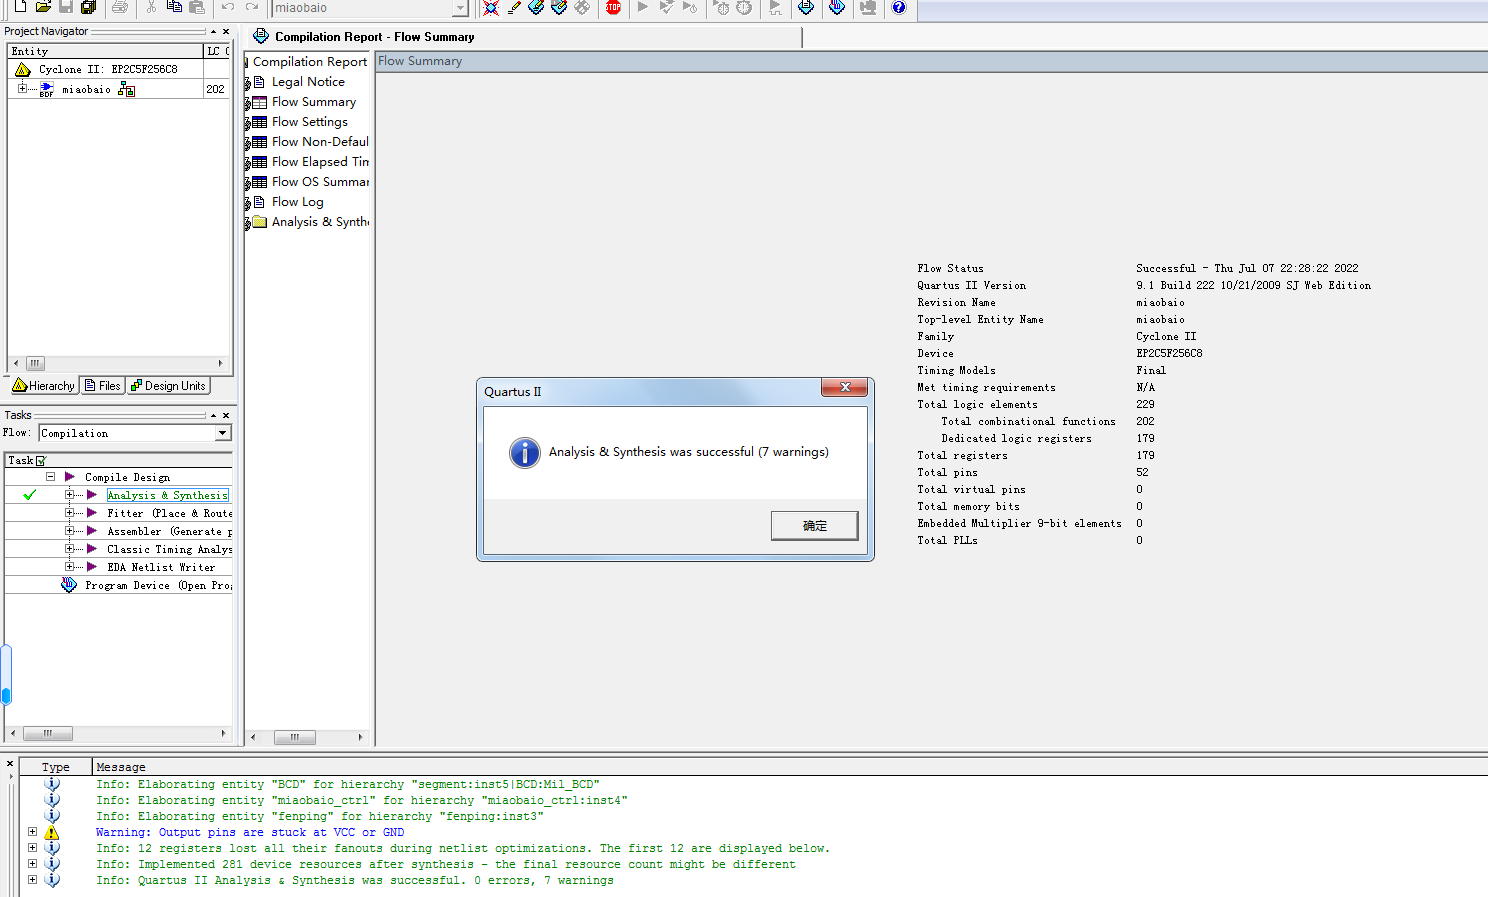 miaobaio
Project Navigator
Entity
LC C
Cyclone II: EP2C5F256C8
BDF
miaobaio
202
Hierarchy
Files
Design Units
Tasks
Flow:
Compilation
Task
Compile Design
Analysis & Synthesis
Fitter (Place & Route
Assembler (Generate p
Classic Timing Analys
EDA Netlist Writer
Program Device (Open Pro
STOP
Compilation Report - Flow Summary
Compilation Report
Legal Notice
Flow Summary
Flow Settings
Flow Non-Defaul
Flow Elapsed Tim
Flow OS Summar
Flow Log
Analysis & Synth
Flow Summary
Flow Status Successful - Thu Jul 07 22:28:22 2022
Quartus II Version 9.1 Build 222 10/21/2009 SJ Web Edition
Revision Name miaobaio
Top-level Entity Name miaobaio
Family Cyclone II
Device EP2C5F256C8
Timing Models Final
Met timing requirements N/A
Total logic elements 229
Total combinational functions 202
Dedicated logic registers 179
Total registers 179
Total pins 52
Total virtual pins 0
Total memory bits 0
Embedded Multiplier 9-bit elements 0
Total PLLs 0
Quartus II
Analysis & Synthesis was successful (7 warnings)
确定
Type Message
Info: Elaborating entity "BCD" for hierarchy "segment:inst5|BCD:Mil_BCD"
Info: Elaborating entity "miaobaio_ctrl" for hierarchy "miaobaio_ctrl:inst4"
Info: Elaborating entity "fenping" for hierarchy "fenping:inst3"
Warning: Output pins are stuck at VCC or GND
Info: 12 registers lost all their fanouts during netlist optimizations. The first 12 are displayed below.
Info: Implemented 281 device resources after synthesis - the final resource count might be different
Info: Quartus II Analysis & Synthesis was successful. 0 errors, 7 warnings